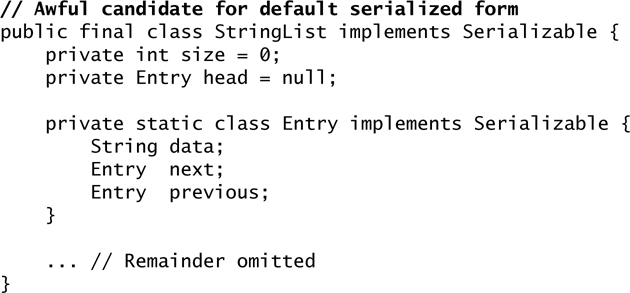 // Awful candidate for default serialized form
public final class StringList implements Serializable {
    private int size = 0;
    private Entry head = null;

    private static class Entry implements Serializable {
        String data;
        Entry  next;
        Entry  previous;
    }

    ... // Remainder omitted
}